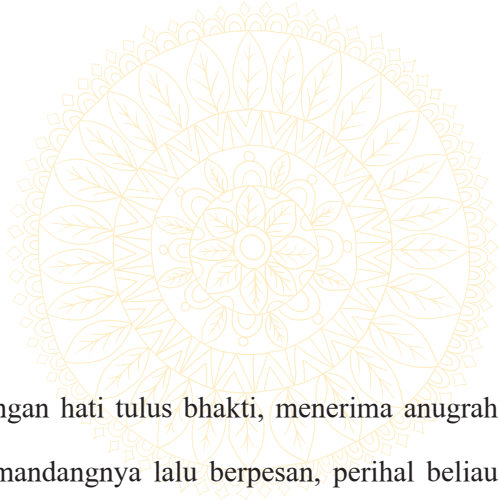 ngan hati tulus bhakti, menerima anugrah
mandangnya lalu berpesan, perihal beliau